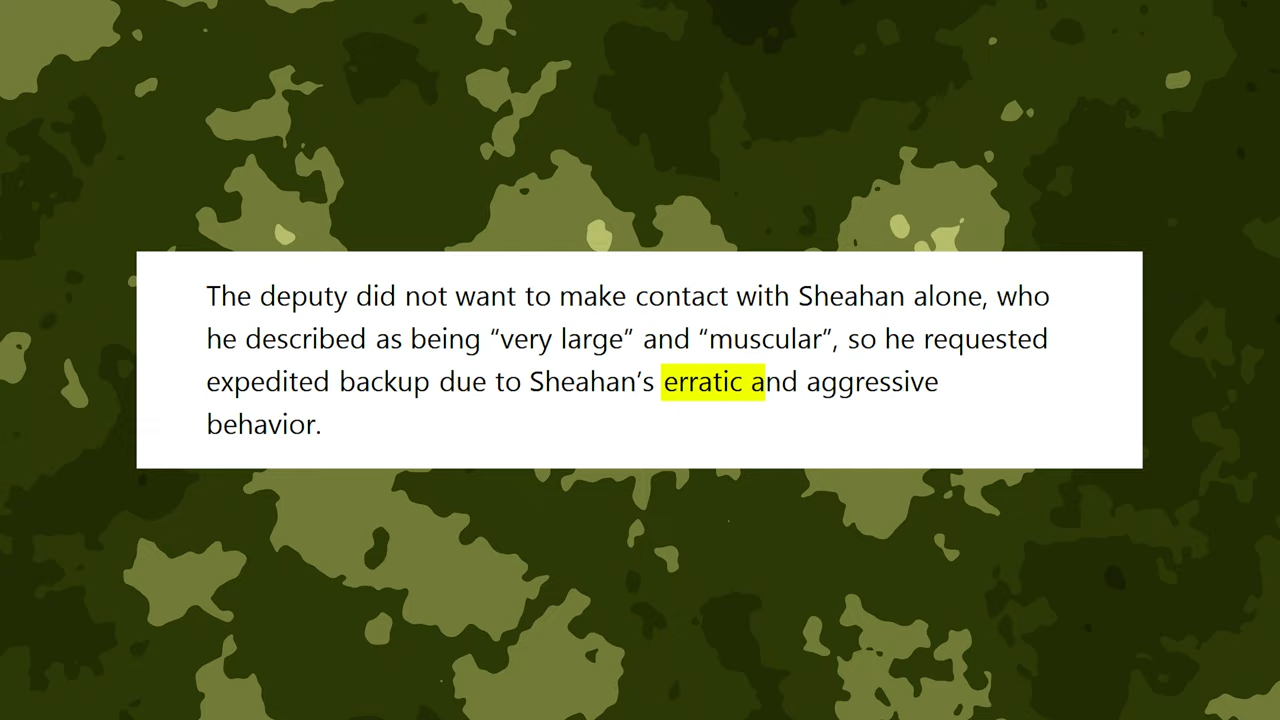 The deputy did not want to make contact with Sheahan alone, who
he described as being “very large” and “muscular”, so he requested
expedited backup due to Sheahan’s erratic and aggressive
behavior.